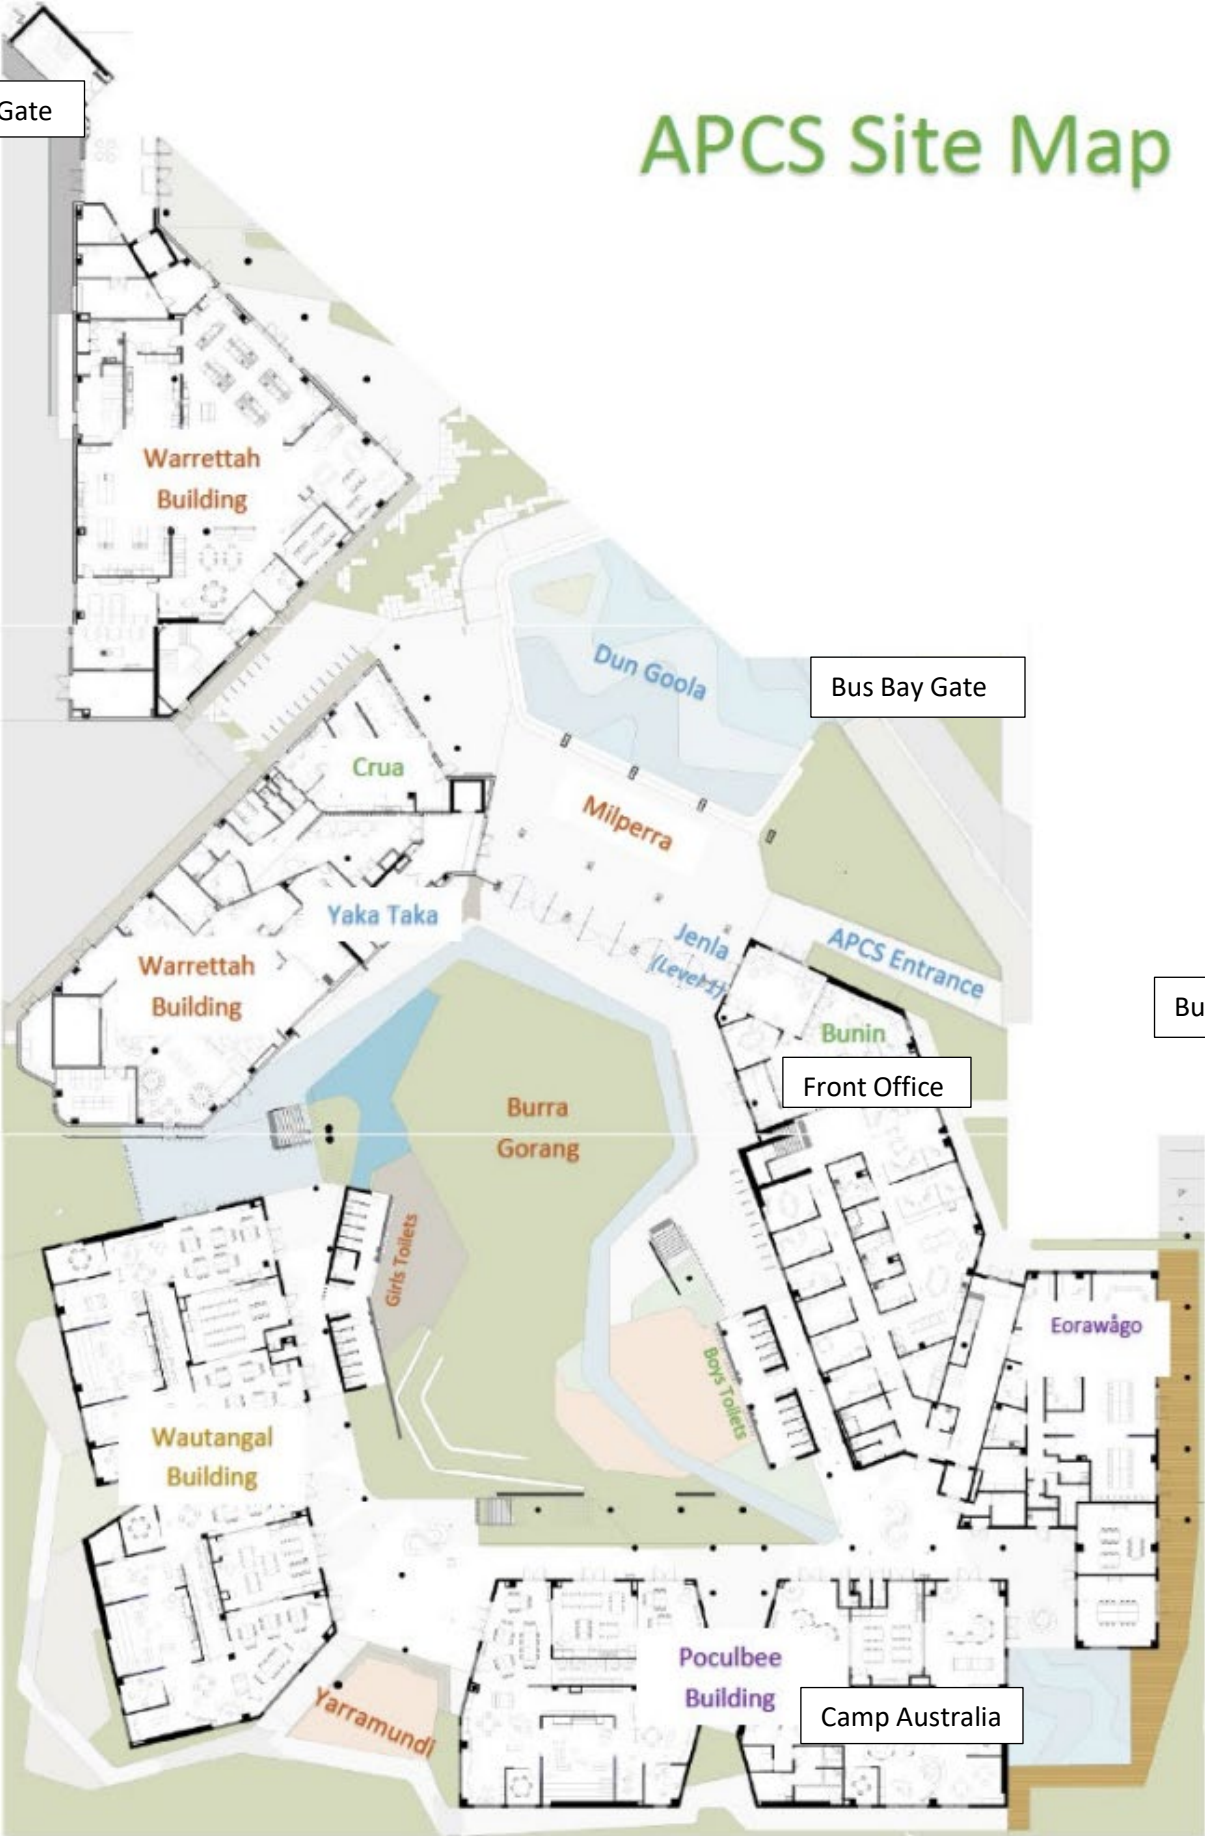 Gate
APCS Site Map
Warrettah
Building
Dun Goola
Bus Bay Gate
Crua
Milperra
Yaka Taka
Jenla
(Level 1)
APCS Entrance
Warrettah
Building
Bu
Bunin
Front Office
Burra
Gorang
Girls Toilets
Eorawågo
Boys Toilets
Wautangal
Building
Poculbee
Building
Yarramundi
Camp Australia